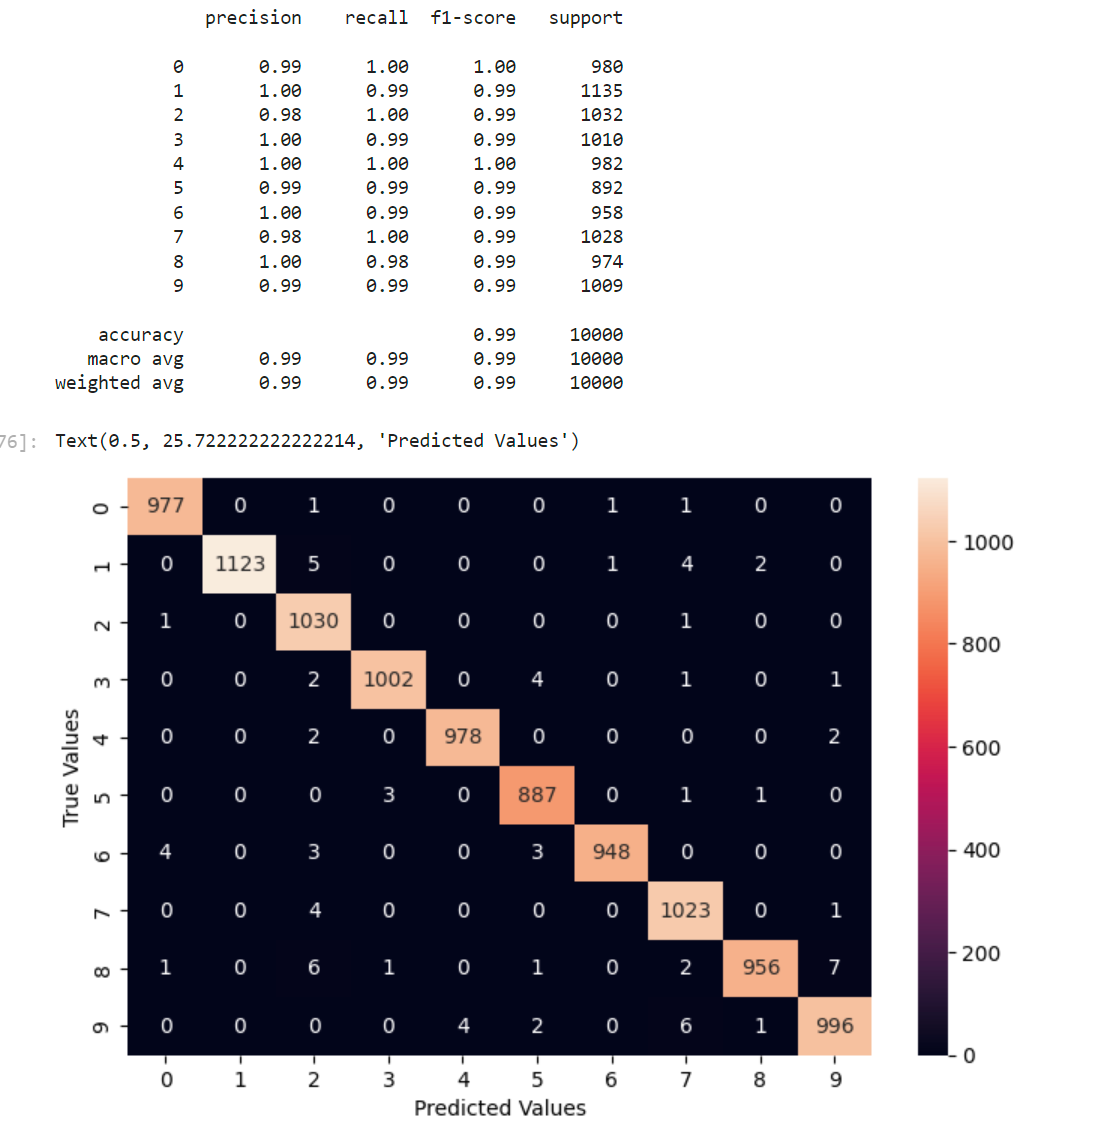 precision recall f1-score support
0 0.99 1.00 1.00 980
1 1.00 0.99 0.99 1135
2 0.98 1.00 0.99 1032
3 1.00 0.99 0.99 1010
4 1.00 1.00 1.00 982
5 0.99 0.99 0.99 892
6 1.00 0.99 0.99 958
7 0.98 1.00 0.99 1028
8 1.00 0.98 0.99 974
9 0.99 0.99 0.99 1009
accuracy 0.99 10000
macro avg 0.99 0.99 0.99 10000
weighted avg 0.99 0.99 0.99 10000
76]: Text(0.5, 25.722222222222214, 'Predicted Values')
True Values
0 977 0 1 0 0 0 1 1 0 0
1 0 1123 5 0 0 0 1 4 2 0
2 1 0 1030 0 0 0 0 1 0 0
3 0 0 2 1002 0 4 0 1 0 1
4 0 0 2 0 978 0 0 0 0 2
5 0 0 0 3 0 887 0 1 1 0
6 4 0 3 0 0 3 948 0 0 0
7 0 0 4 0 0 0 0 1023 0 1
8 1 0 6 1 0 1 0 2 956 7
9 0 0 0 0 4 2 0 6 1 996
0 1 2 3 4 5 6 7 8 9
Predicted Values
1000
800
600
400
200
0